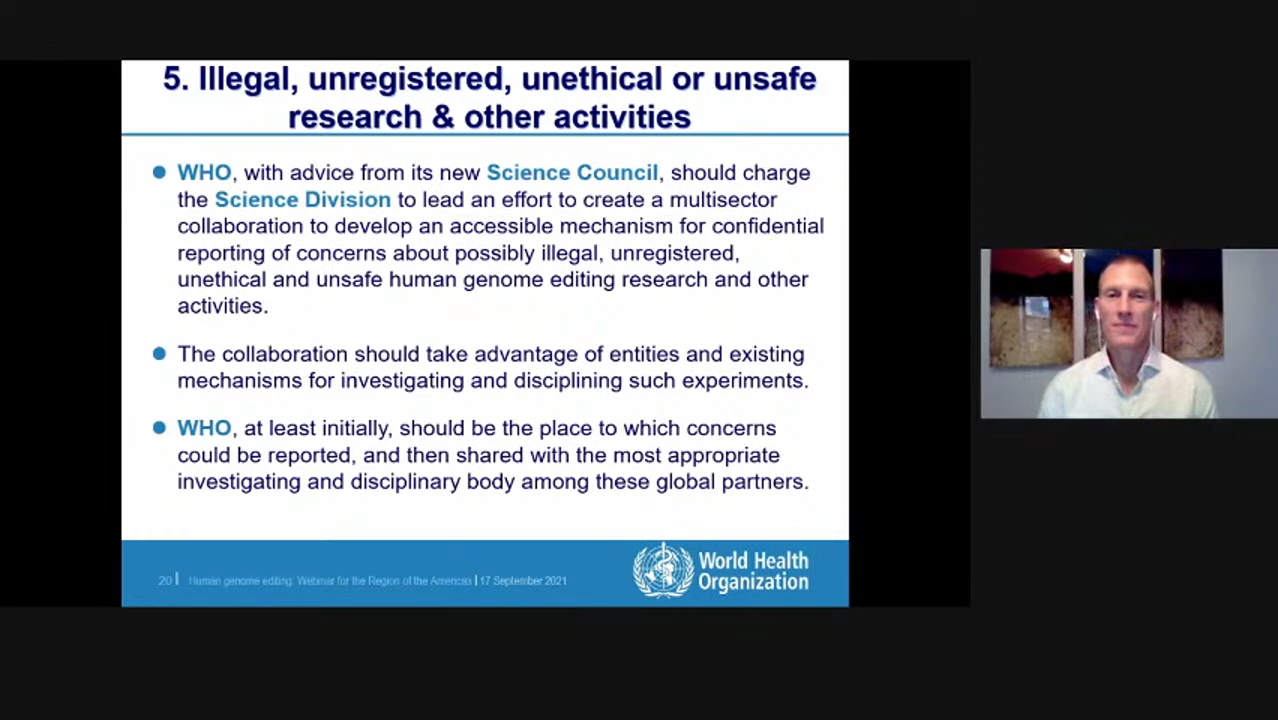 5. Illegal, unregistered, unethical or unsafe
research & other activities
WHO, with advice from its new Science Council, should charge
the Science Division to lead an effort to create a multisector
collaboration to develop an accessible mechanism for confidential
reporting of concerns about possibly illegal, unregistered,
unethical and unsafe human genome editing research and other
activities.
The collaboration should take advantage of entities and existing
mechanisms for investigating and disciplining such experiments.
WHO, at least initially, should be the place to which concerns
could be reported, and then shared with the most appropriate
investigating and disciplinary body among these global partners.
20 | Human genome editing: Webinar for the Region of the Americas | 17 September 2021
World Health
Organization